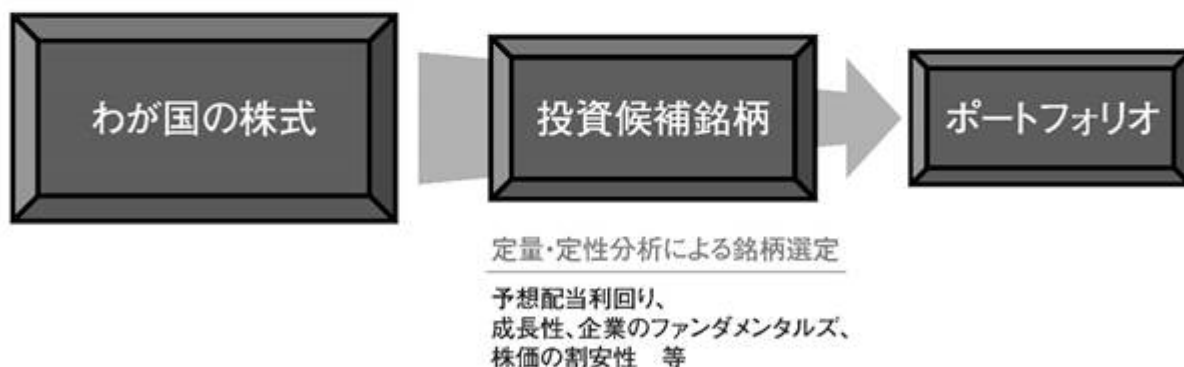 わが国の株式
投資候補銘柄
ポートフォリオ
定量・定性分析による銘柄選定
予想配当利回り、
成長性、企業のファンダメンタルズ、
株価の割安性　等